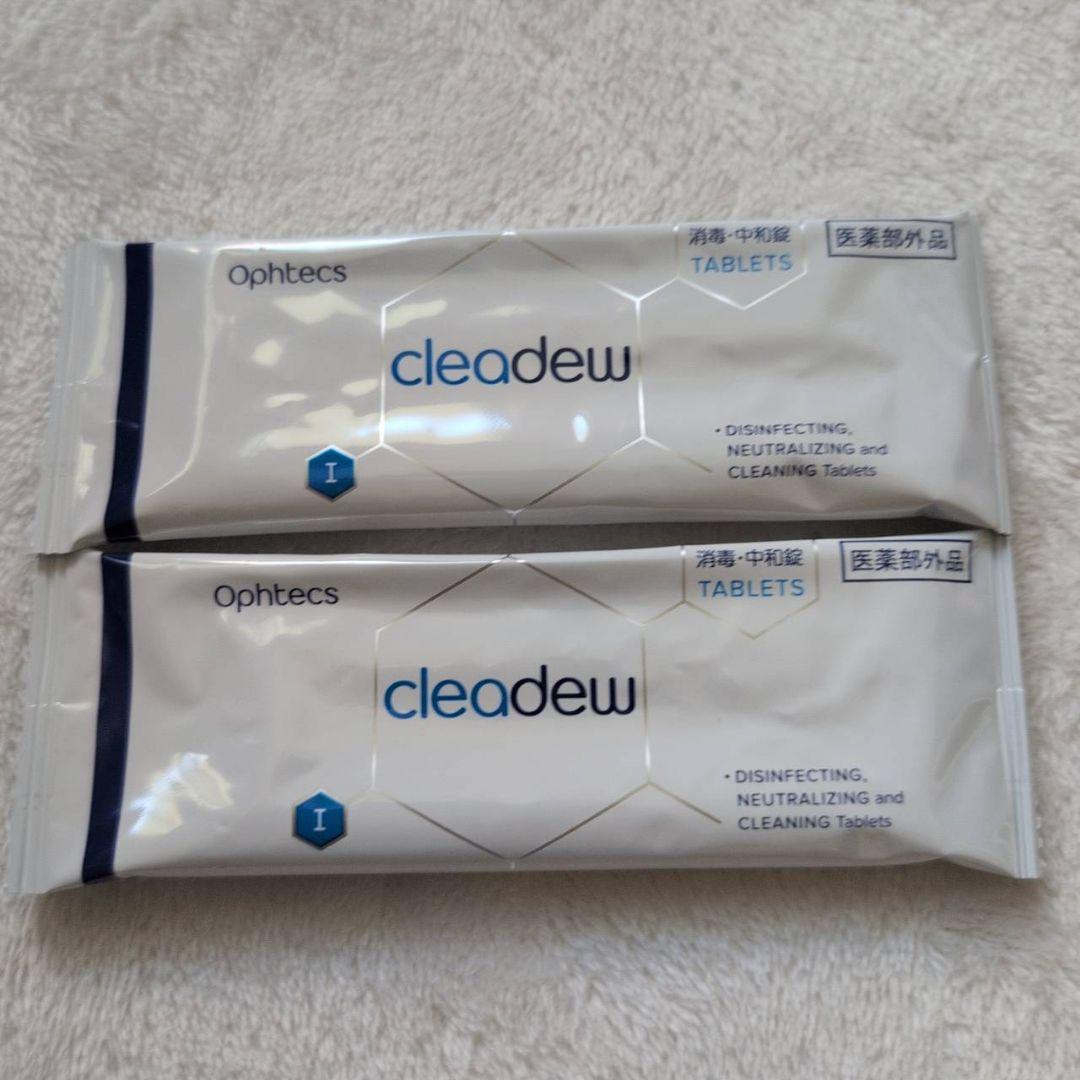 Ophtecs
消毒・中和錠
TABLETS
医薬部外品
cleadew
I
・DISINFECTING,
NEUTRALIZING and
CLEANING Tablets
Ophtecs
消毒・中和錠
TABLETS
医薬部外品
cleadew
I
・DISINFECTING,
NEUTRALIZING and
CLEANING Tablets